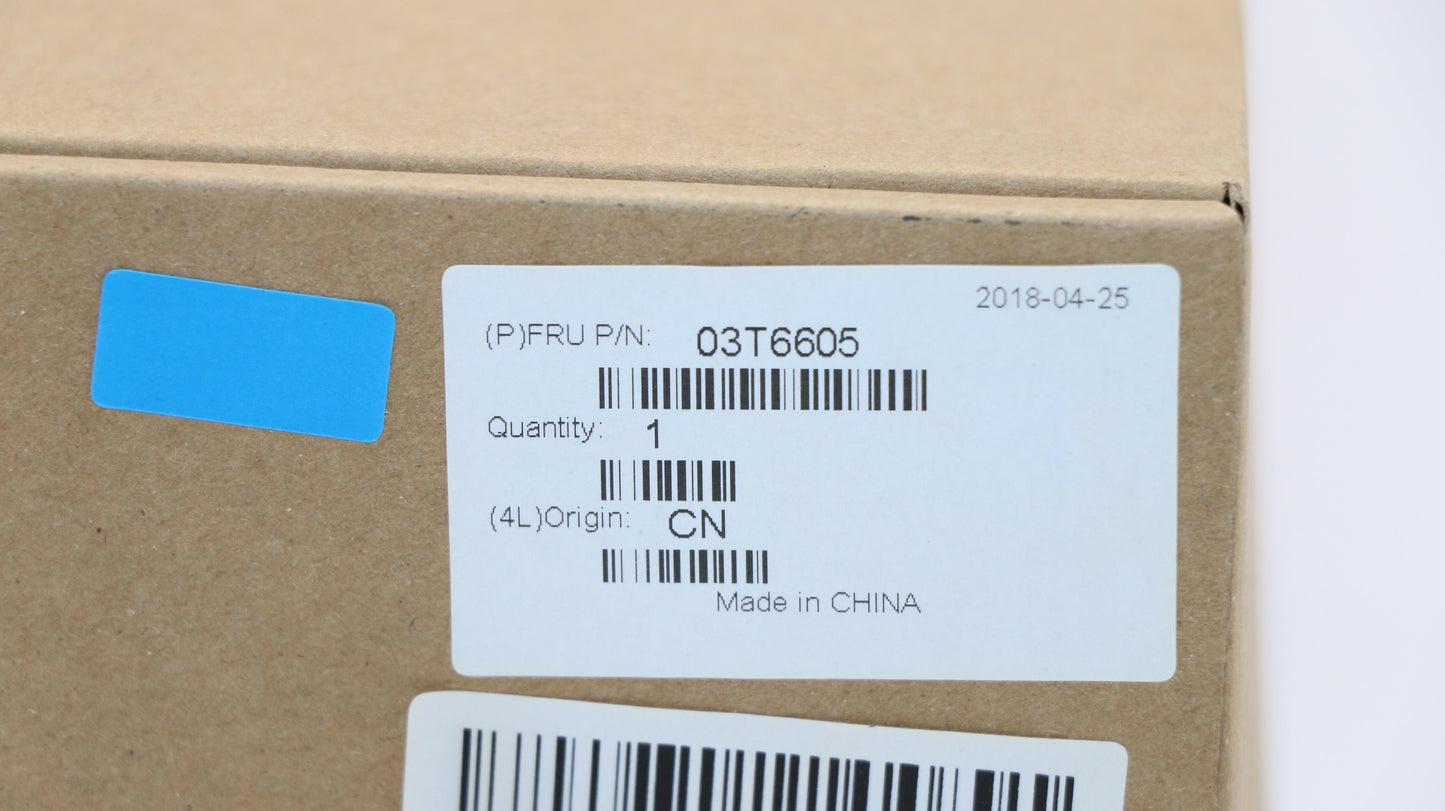 2018-04-25
(P)FRU P/N: 03T6605
Quantity: 1
(4L)Origin: CN
Made in CHINA